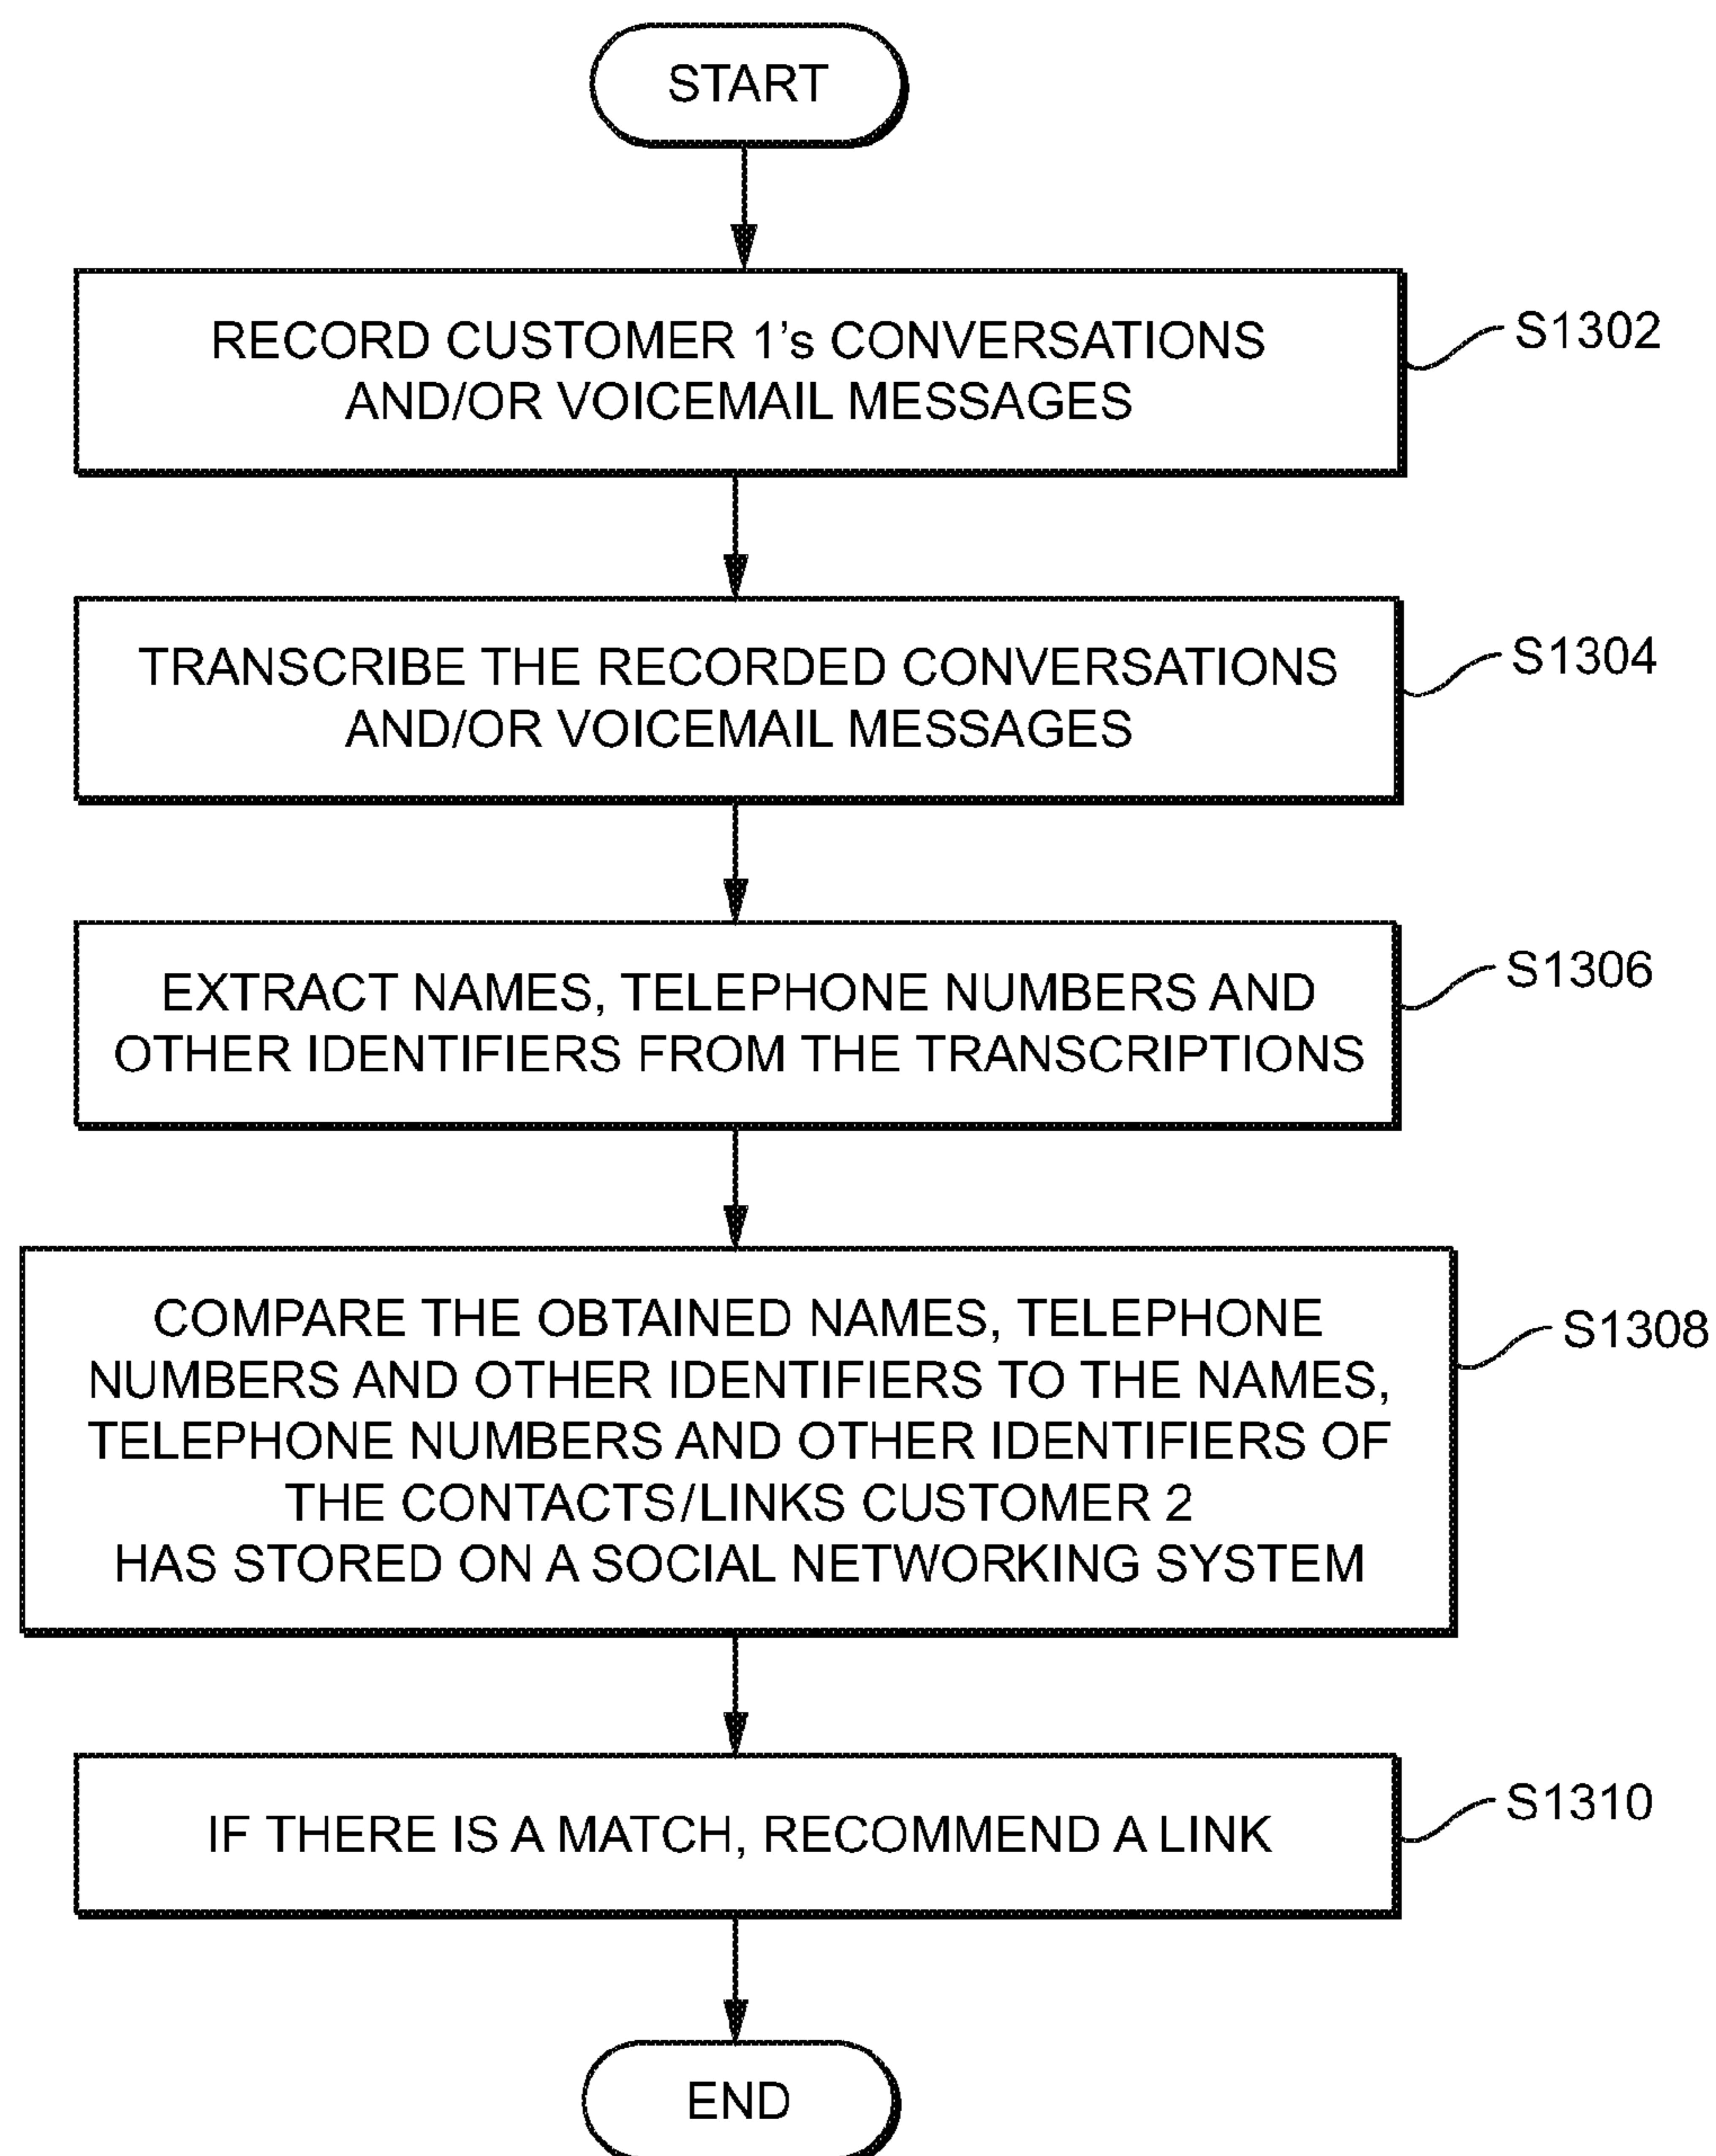 START
RECORD CUSTOMER 1's CONVERSATIONS
AND/OR VOICEMAIL MESSAGES
S1302
TRANSCRIBE THE RECORDED CONVERSATIONS
AND/OR VOICEMAIL MESSAGES
S1304
EXTRACT NAMES, TELEPHONE NUMBERS AND
OTHER IDENTIFIERS FROM THE TRANSCRIPTIONS
S1306
COMPARE THE OBTAINED NAMES, TELEPHONE
NUMBERS AND OTHER IDENTIFIERS TO THE NAMES,
TELEPHONE NUMBERS AND OTHER IDENTIFIERS OF
THE CONTACTS/LINKS CUSTOMER 2
HAS STORED ON A SOCIAL NETWORKING SYSTEM
S1308
IF THERE IS A MATCH, RECOMMEND A LINK
S1310
END